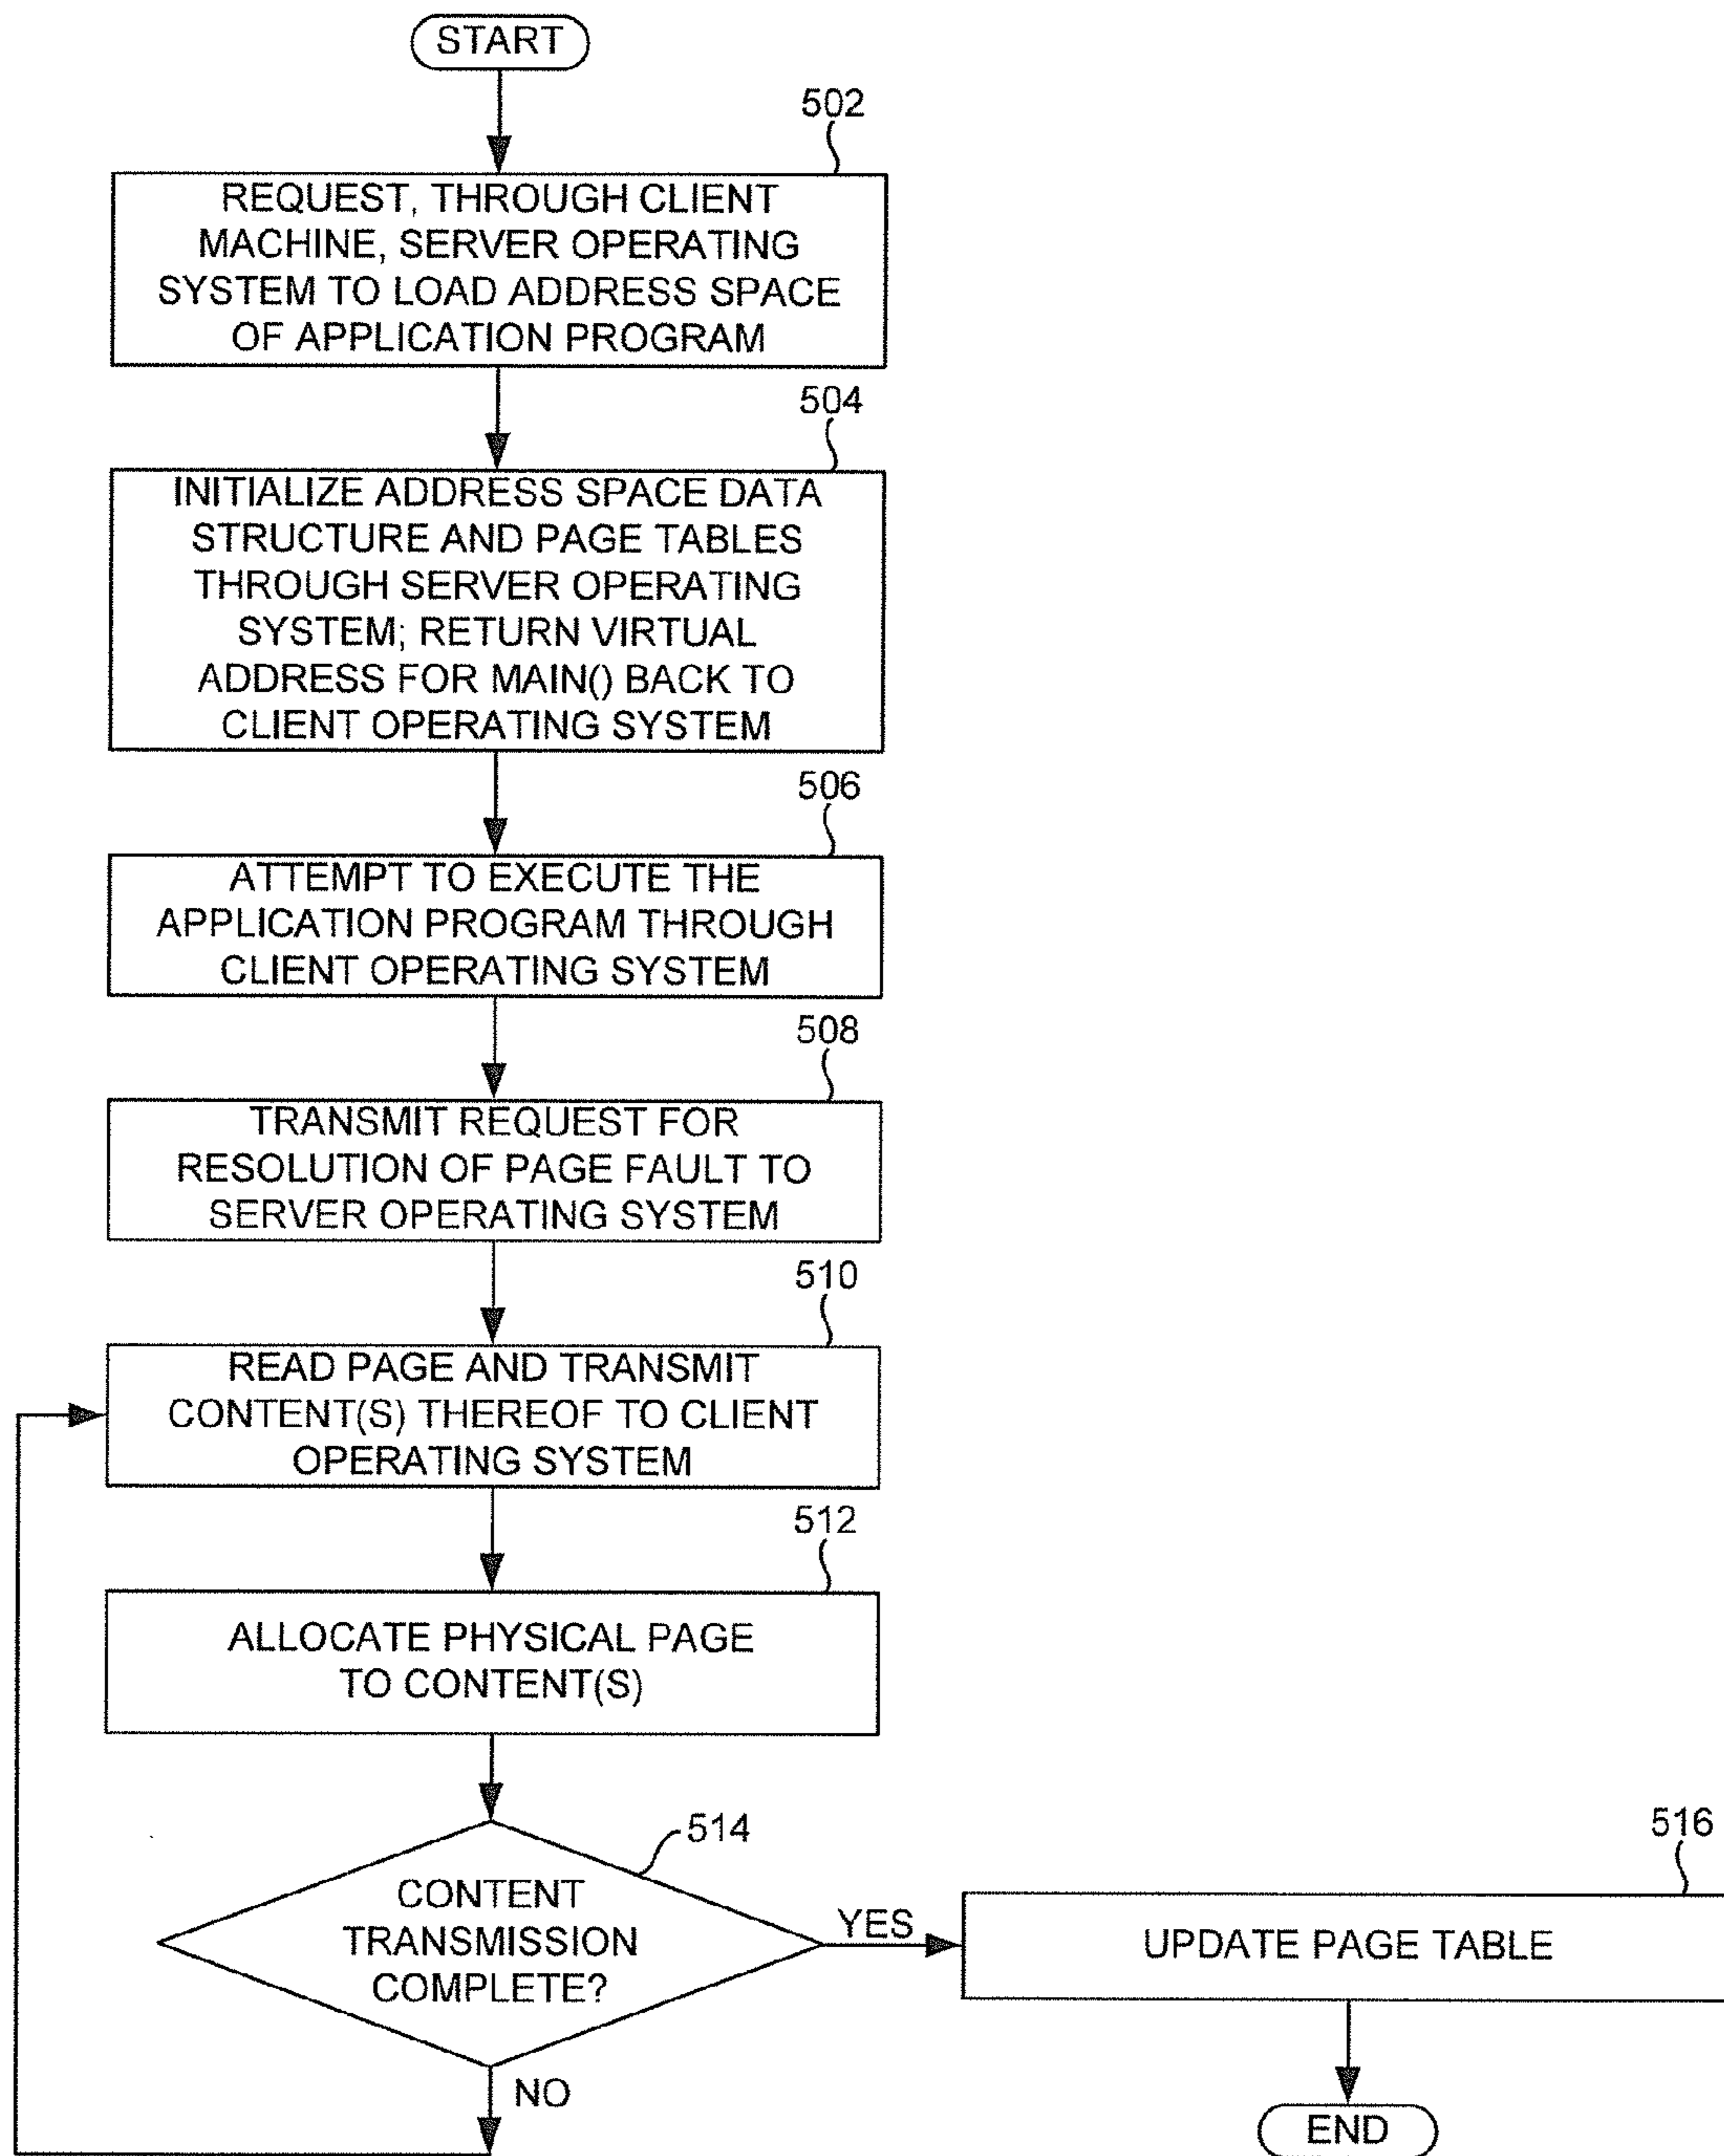 START
502
REQUEST, THROUGH CLIENT
MACHINE, SERVER OPERATING
SYSTEM TO LOAD ADDRESS SPACE
OF APPLICATION PROGRAM
504
INITIALIZE ADDRESS SPACE DATA
STRUCTURE AND PAGE TABLES
THROUGH SERVER OPERATING
SYSTEM; RETURN VIRTUAL
ADDRESS FOR MAIN() BACK TO
CLIENT OPERATING SYSTEM
506
ATTEMPT TO EXECUTE THE
APPLICATION PROGRAM THROUGH
CLIENT OPERATING SYSTEM
508
TRANSMIT REQUEST FOR
RESOLUTION OF PAGE FAULT TO
SERVER OPERATING SYSTEM
510
READ PAGE AND TRANSMIT
CONTENT(S) THEREOF TO CLIENT
OPERATING SYSTEM
512
ALLOCATE PHYSICAL PAGE
TO CONTENT(S)
514
CONTENT
TRANSMISSION
COMPLETE?
YES
516
UPDATE PAGE TABLE
NO
END